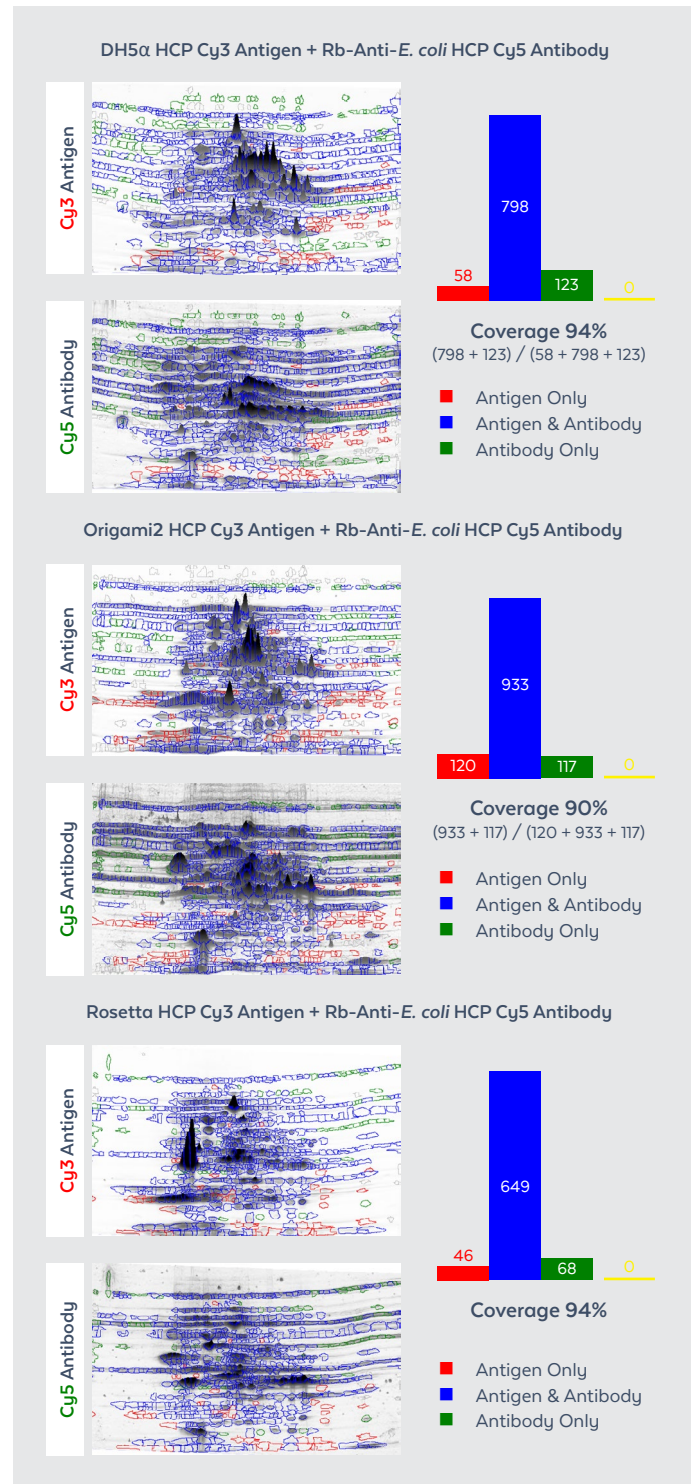 DH5α HCP Cy3 Antigen + Rb-Anti-E. coli HCP Cy5 Antibody
Cy3 Antigen
58
798
123
0
Cy5 Antibody
Coverage 94%
(798 + 123) / (58 + 798 + 123)
Antigen Only
Antigen & Antibody
Antibody Only
Origami2 HCP Cy3 Antigen + Rb-Anti-E. coli HCP Cy5 Antibody
Cy3 Antigen
120
933
117
0
Cy5 Antibody
Coverage 90%
(933 + 117) / (120 + 933 + 117)
Antigen Only
Antigen & Antibody
Antibody Only
Rosetta HCP Cy3 Antigen + Rb-Anti-E. coli HCP Cy5 Antibody
Cy3 Antigen
46
649
68
0
Cy5 Antibody
Coverage 94%
Antigen Only
Antigen & Antibody
Antibody Only